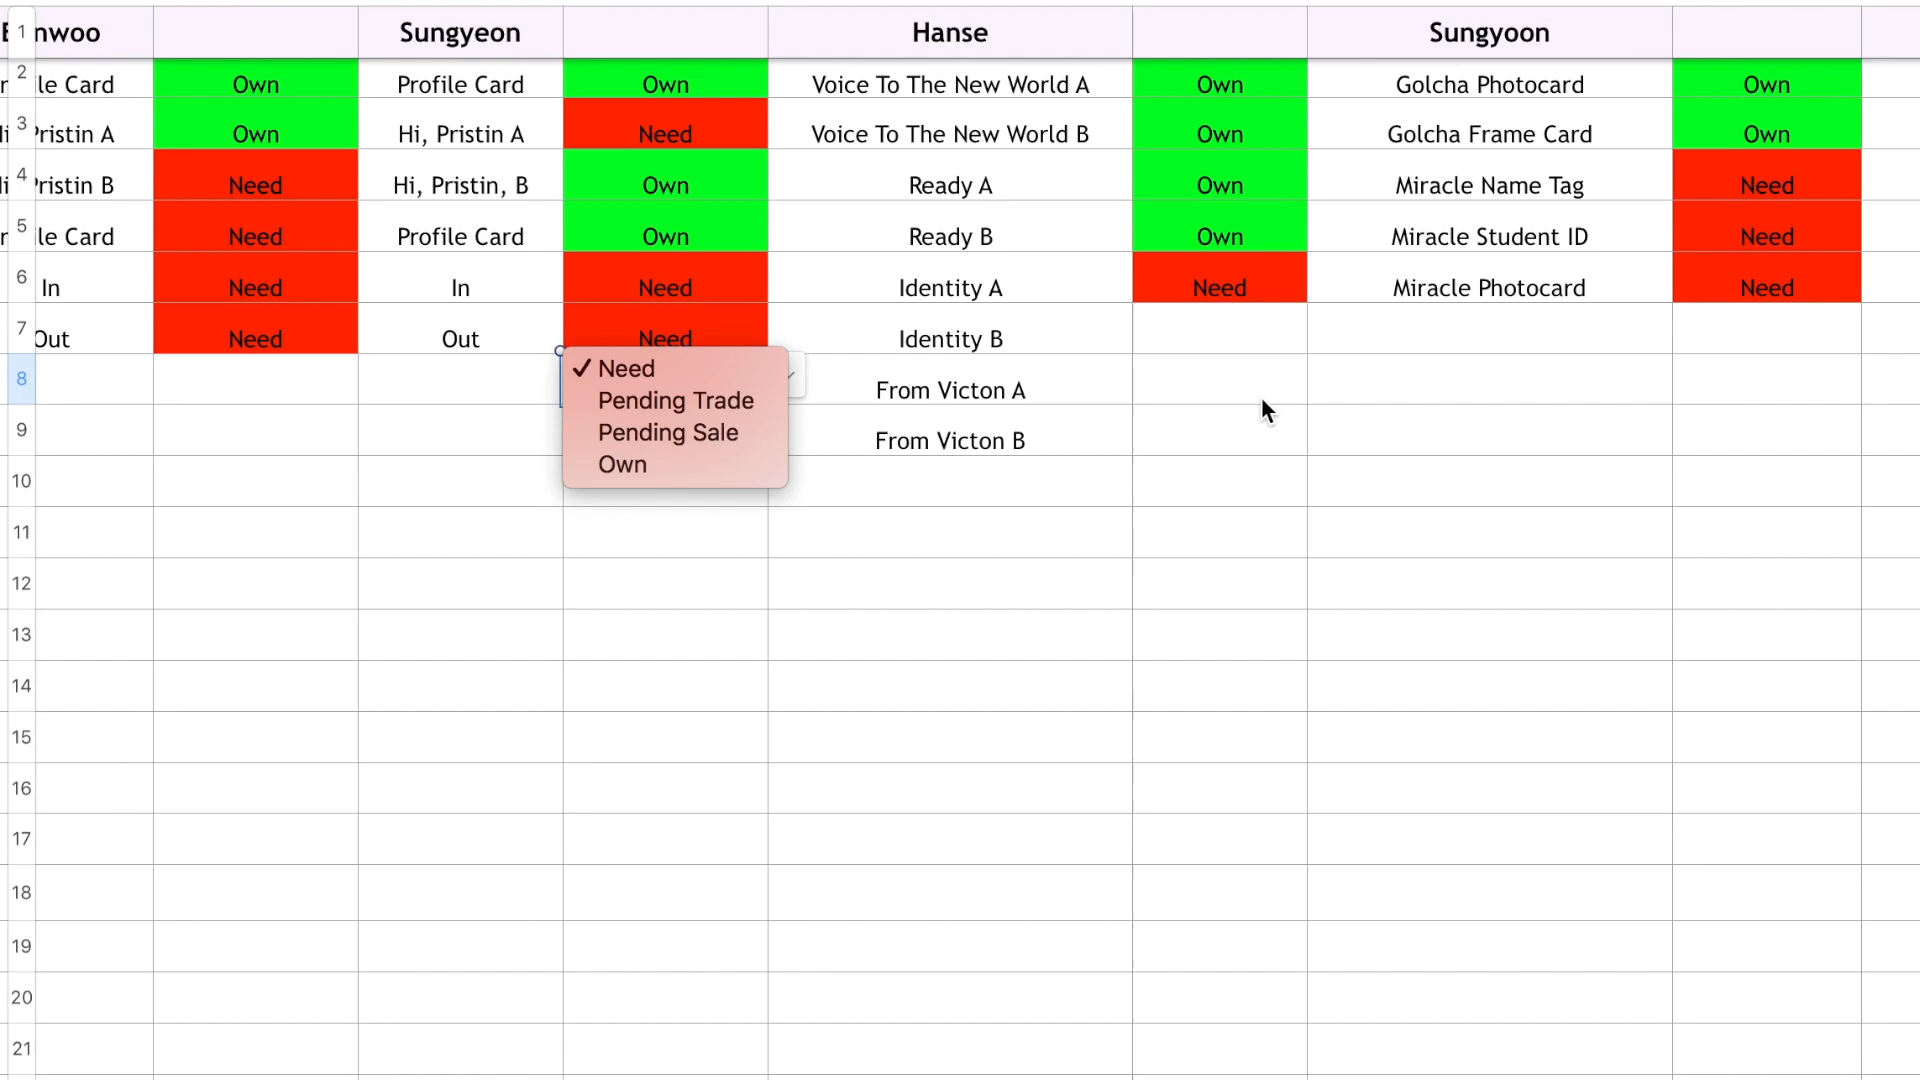 1 nwoo Sungyeon Hanse Sungyoon
2 le Card Own Profile Card Own Voice To The New World A Own Golcha Photocard Own
3 Pristin A Own Hi, Pristin A Need Voice To The New World B Own Golcha Frame Card Own
4 Pristin B Need Hi, Pristin, B Own Ready A Own Miracle Name Tag Need
5 le Card Need Profile Card Own Ready B Own Miracle Student ID Need
6 In Need In Need Identity A Need Miracle Photocard Need
7 Out Need Out Need Identity B
8 ✓ Need From Victon A
Pending Trade
9 Pending Sale From Victon B
Own
10
11
12
13
14
15
16
17
18
19
20
21